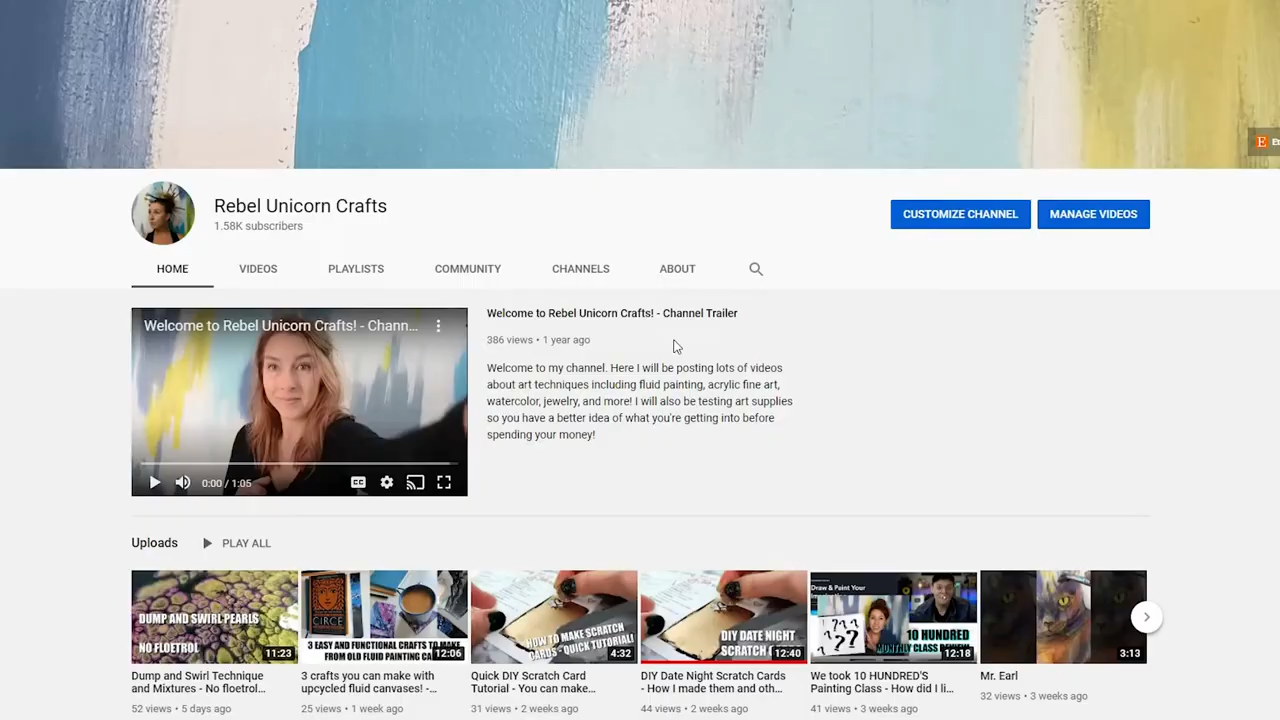 E
Rebel Unicorn Crafts
1.58K subscribers
CUSTOMIZE CHANNEL
MANAGE VIDEOS
HOME
VIDEOS
PLAYLISTS
COMMUNITY
CHANNELS
ABOUT
Welcome to Rebel Unicorn Crafts! - Chann...
0:00 / 1:05
Welcome to Rebel Unicorn Crafts! - Channel Trailer
386 views • 1 year ago
Welcome to my channel. Here I will be posting lots of videos
about art techniques including fluid painting, acrylic fine art,
watercolor, jewelry, and more! I will also be testing art supplies
so you have a better idea of what you're getting into before
spending your money!
Uploads
PLAY ALL
DUMP AND SWIRL PEARLS
NO FLOETROL
11:23
Dump and Swirl Technique
and Mixtures - No floetrol...
52 views • 5 days ago
CIRCE
3 EASY AND FUNCTIONAL CRAFTS TO MAKE
FROM OLD FLUID PAINTING
12:06
3 crafts you can make with
upcycled fluid canvases! -...
25 views • 1 week ago
HOW TO MAKE SCRATCH
CARDS - QUICK TUTORIAL!
4:32
Quick DIY Scratch Card
Tutorial - You can make...
31 views • 2 weeks ago
DIY DATE NIGHT
SCRATCH
12:40
DIY Date Night Scratch Cards
- How I made them and oth...
44 views • 2 weeks ago
Draw & Paint Your
10 HUNDRED
MONTHLY CLASS
12:18
We took 10 HUNDRED'S
Painting Class - How did I li...
41 views • 3 weeks ago
3:13
Mr. Earl
32 views • 3 weeks ago